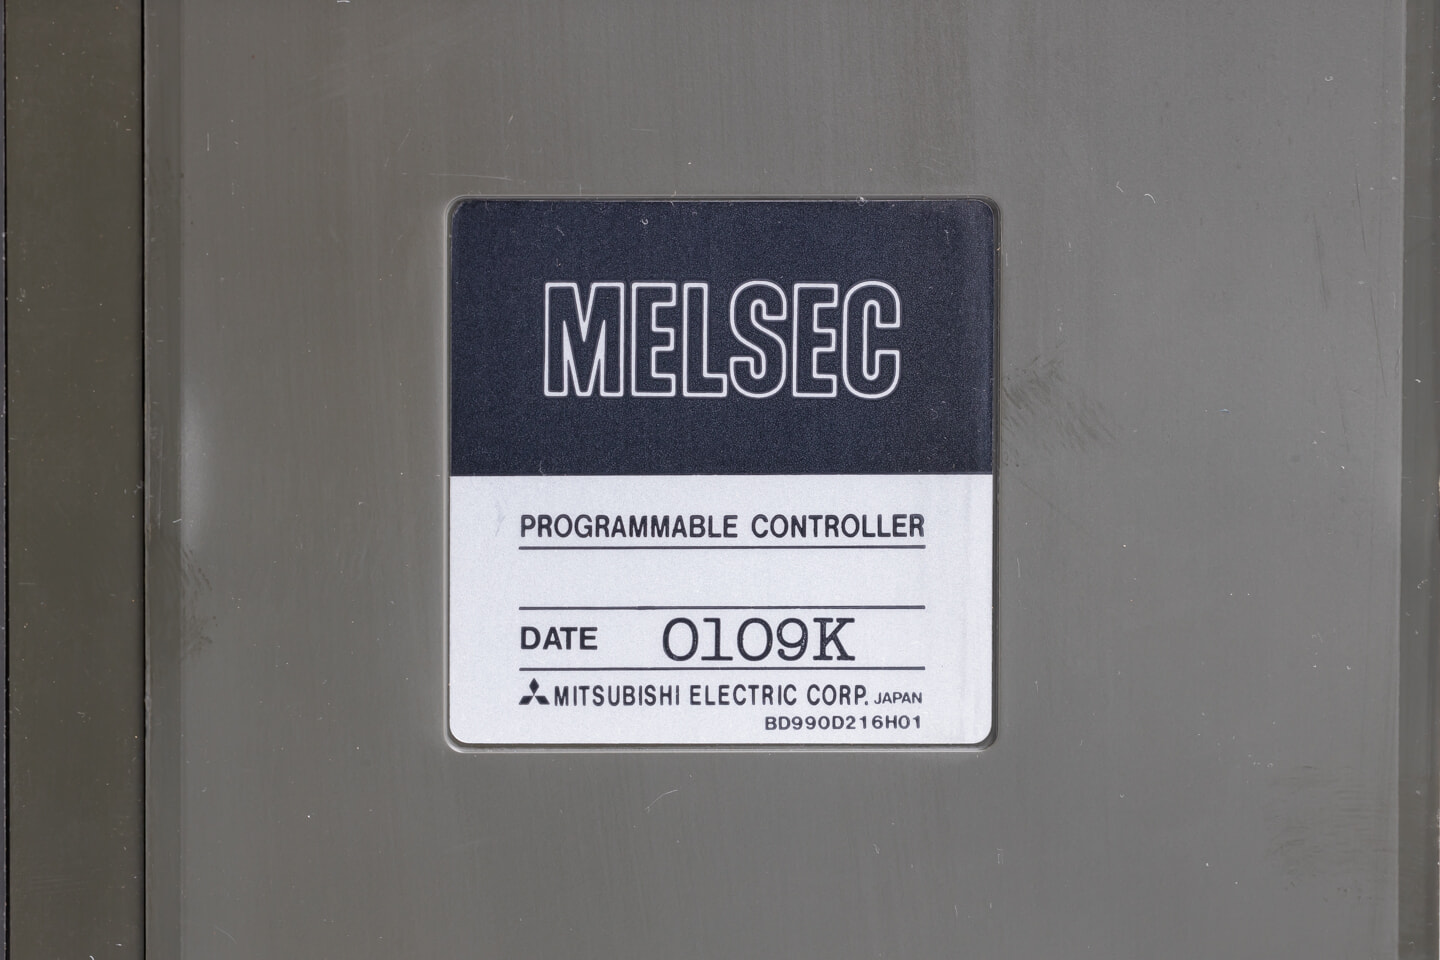 MELSEC
PROGRAMMABLE CONTROLLER
DATE 0109K
MITSUBISHI ELECTRIC CORP. JAPAN
BD990D216H01